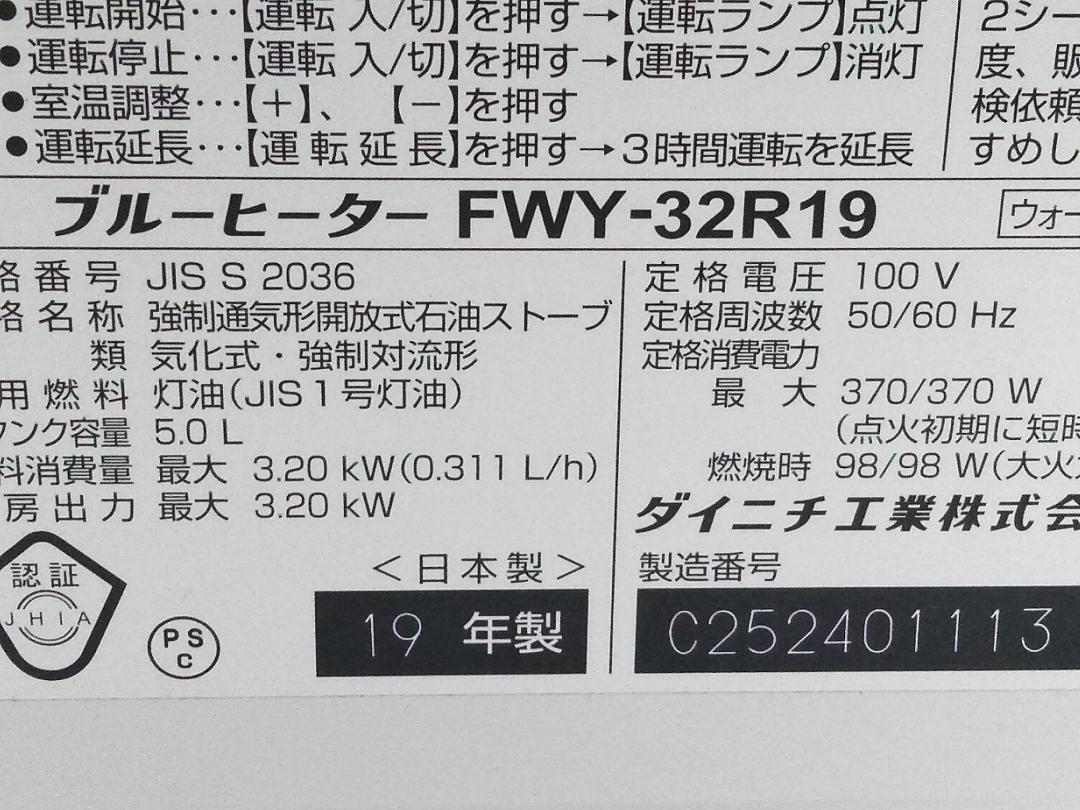 ●運転開始･･･【運転 入/切】を押す→【運転ランプ】点灯
●運転停止･･･【運転 入/切】を押す→【運転ランプ】消灯
●室温調整･･･【＋】、【－】を押す
●運転延長･･･【運転延長】を押す→3時間運転を延長
2シー
度、販
検依頼
すめし
ブルーヒーター FWY-32R19
ウォー
格番号 JIS S 2036
格名称 強制通気形開放式石油ストーブ
類 気化式・強制対流形
用燃料 灯油(JIS 1号灯油)
タンク容量 5.0 L
料消費量 最大 3.20 kW(0.311 L/h)
房出力 最大 3.20 kW
認証
JHIA
PS
C
＜日本製＞
19 年製
定格電圧 100 V
定格周波数 50/60 Hz
定格消費電力
最大 370/370 W
(点火初期に短時
燃焼時 98/98 W(大火
ダイニチ工業株式会
製造番号
C252401113